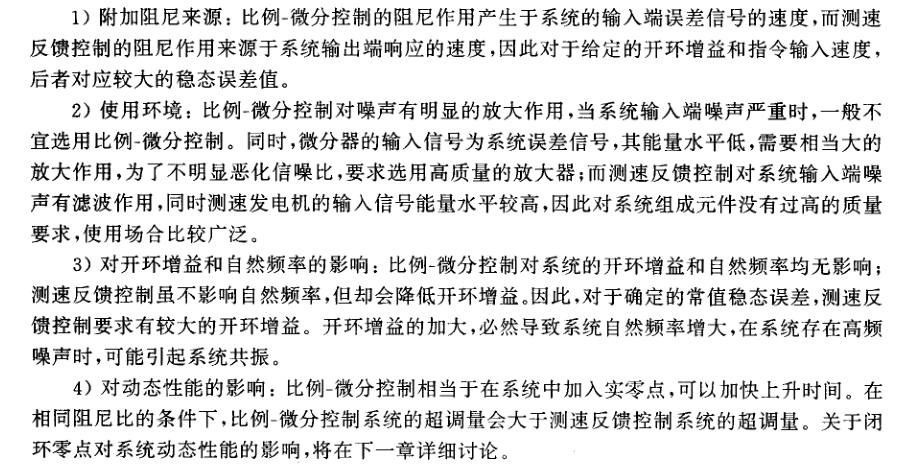 1) 附加阻尼来源：比例-微分控制的阻尼作用产生于系统的输入端误差信号的速度，而测速
反馈控制的阻尼作用来源于系统输出端响应的速度，因此对于给定的开环增益和指令输入速度，
后者对应较大的稳态误差值。
2) 使用环境：比例-微分控制对噪声有明显的放大作用，当系统输入端噪声严重时，一般不
宜选用比例-微分控制。同时，微分器的输入信号为系统误差信号，其能量水平低，需要相当大的
放大作用，为了不明显恶化信噪比，要求选用高质量的放大器；而测速反馈控制对系统输入端噪
声有滤波作用，同时测速发电机的输入信号能量水平较高，因此对系统组成元件没有过高的质量
要求，使用场合比较广泛。
3) 对开环增益和自然频率的影响：比例-微分控制对系统的开环增益和自然频率均无影响；
测速反馈控制虽不影响自然频率，但却会降低开环增益。因此，对于确定的常值稳态误差，测速反
馈控制要求有较大的开环增益。开环增益的加大，必然导致系统自然频率增大，在系统存在高频
噪声时，可能引起系统共振。
4) 对动态性能的影响：比例-微分控制相当于在系统中加入实零点，可以加快上升时间。在
相同阻尼比的条件下，比例-微分控制系统的超调量会大于测速反馈控制系统的超调量。关于闭
环零点对系统动态性能的影响，将在下一章详细讨论。